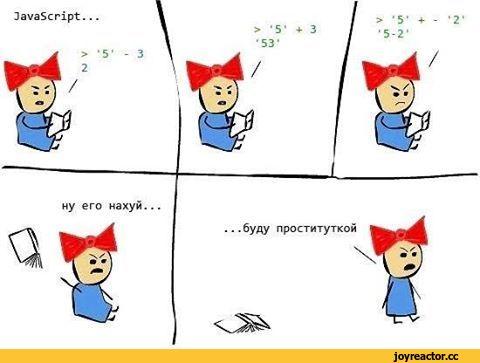 JavaScript...
> '5' - 3
2
> '5' + 3
'53'
> '5' + - '2'
'5-2'
ну его нахуй...
...буду проституткой
joyreactor.cc